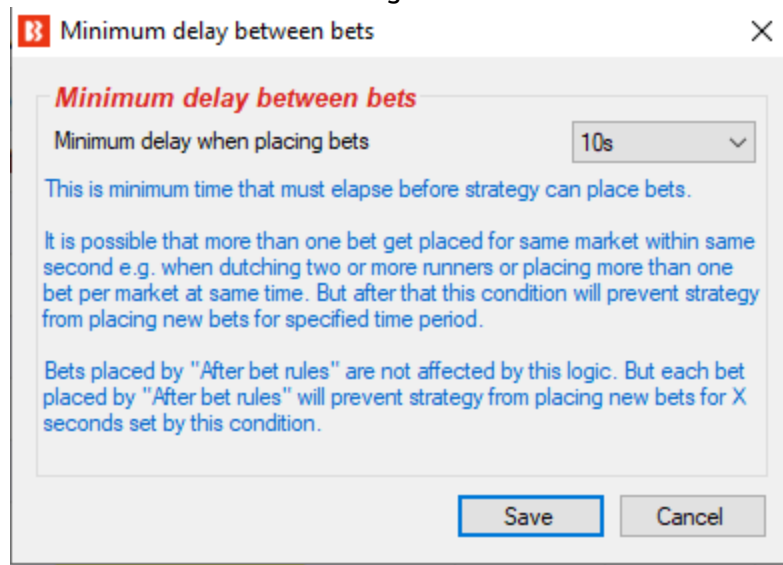 Minimum delay between bets
Minimum delay between bets
Minimum delay when placing bets
10s
This is minimum time that must elapse before strategy can place bets.
It is possible that more than one bet get placed for same market within same
second e.g. when dutching two or more runners or placing more than one
bet per market at same time. But after that this condition will prevent strategy
from placing new bets for specified time period.
Bets placed by "After bet rules" are not affected by this logic. But each bet
placed by "After bet rules" will prevent strategy from placing new bets for X
seconds set by this condition.
Save
Cancel